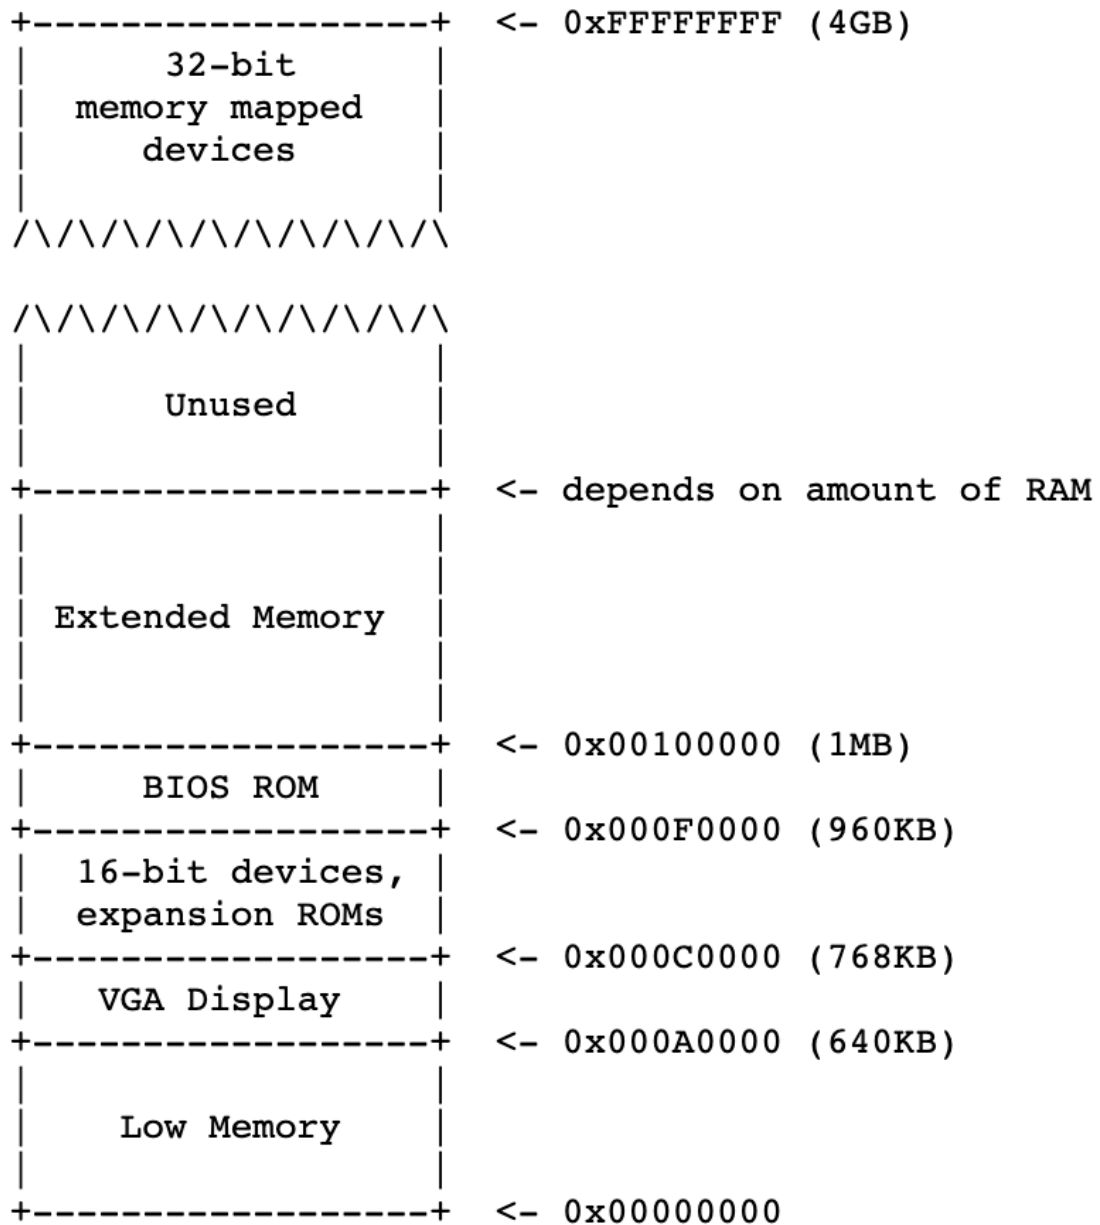 +------------------+  <- 0xFFFFFFFF (4GB)
|      32-bit      |
|  memory mapped   |
|     devices      |
|                  |
/\/\/\/\/\/\/\/\/\/\

/\/\/\/\/\/\/\/\/\/\
|                  |
|      Unused      |
|                  |
+------------------+  <- depends on amount of RAM
|                  |
|                  |
| Extended Memory  |
|                  |
|                  |
+------------------+  <- 0x00100000 (1MB)
|     BIOS ROM     |
+------------------+  <- 0x000F0000 (960KB)
|  16-bit devices, |
|  expansion ROMs  |
+------------------+  <- 0x000C0000 (768KB)
|   VGA Display    |
+------------------+  <- 0x000A0000 (640KB)
|                  |
|    Low Memory    |
|                  |
+------------------+  <- 0x00000000